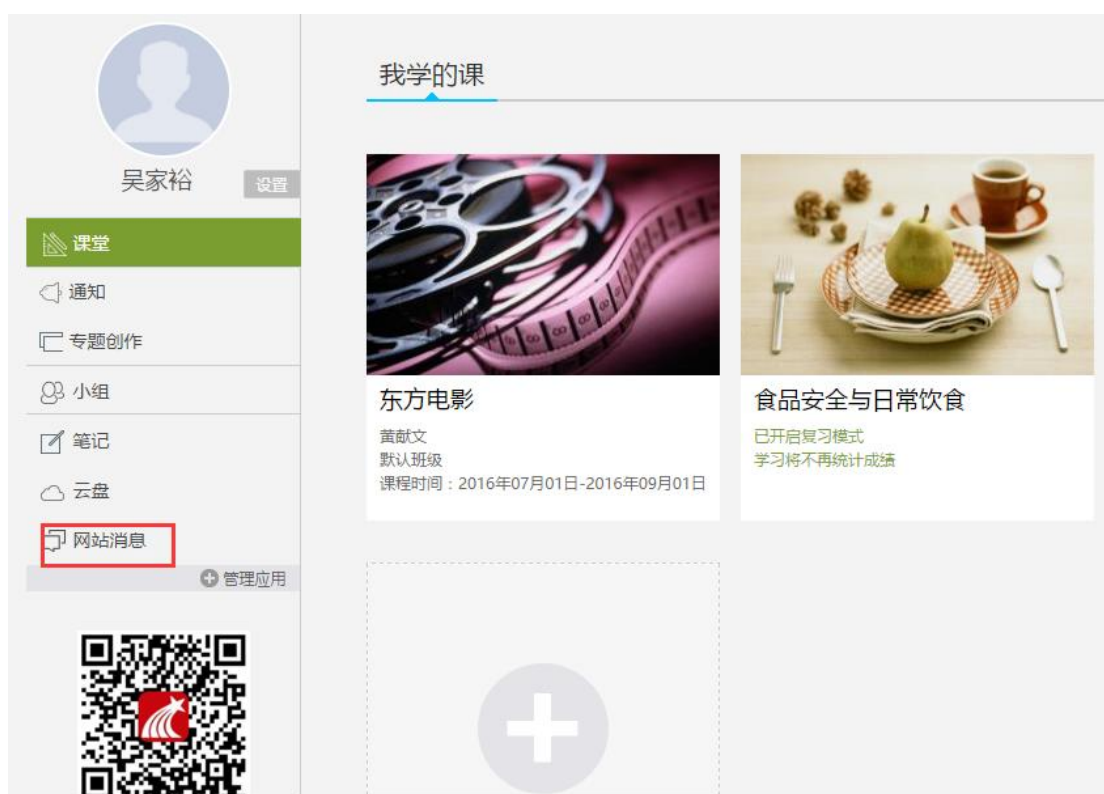 吴家裕
设置
课堂
通知
专题创作
小组
笔记
云盘
网站消息
管理应用
我学的课
东方电影
黄献文
默认班级
课程时间：2016年07月01日-2016年09月01日
食品安全与日常饮食
已开启复习模式
学习将不再统计成绩